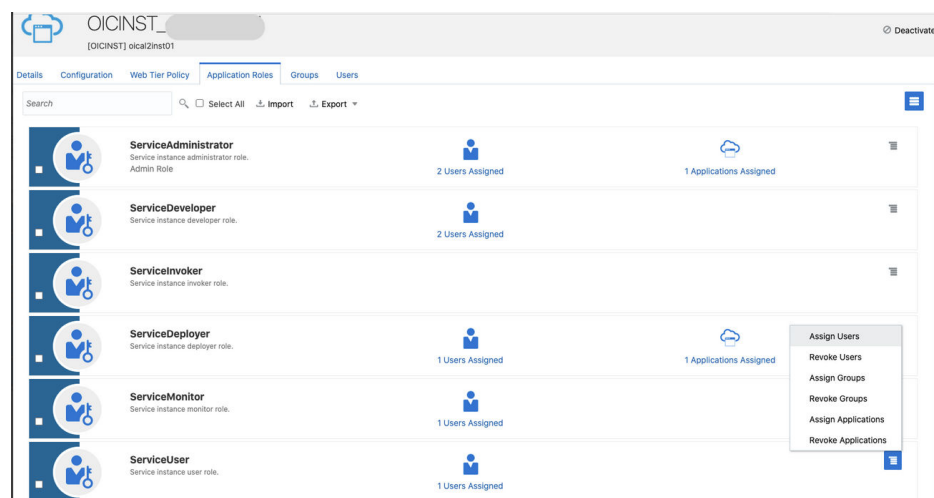 OICINST_
[OICINST] oical2inst01
Deactivate
Details Configuration Web Tier Policy Application Roles Groups Users
Search Select All Import Export
ServiceAdministrator
Service instance administrator role.
Admin Role
2 Users Assigned
1 Applications Assigned
ServiceDeveloper
Service instance developer role.
2 Users Assigned
ServiceInvoker
Service instance invoker role.
ServiceDeployer
Service instance deployer role.
1 Users Assigned
1 Applications Assigned
Assign Users
Revoke Users
Assign Groups
Revoke Groups
Assign Applications
Revoke Applications
ServiceMonitor
Service instance monitor role.
1 Users Assigned
ServiceUser
Service instance user role.
1 Users Assigned